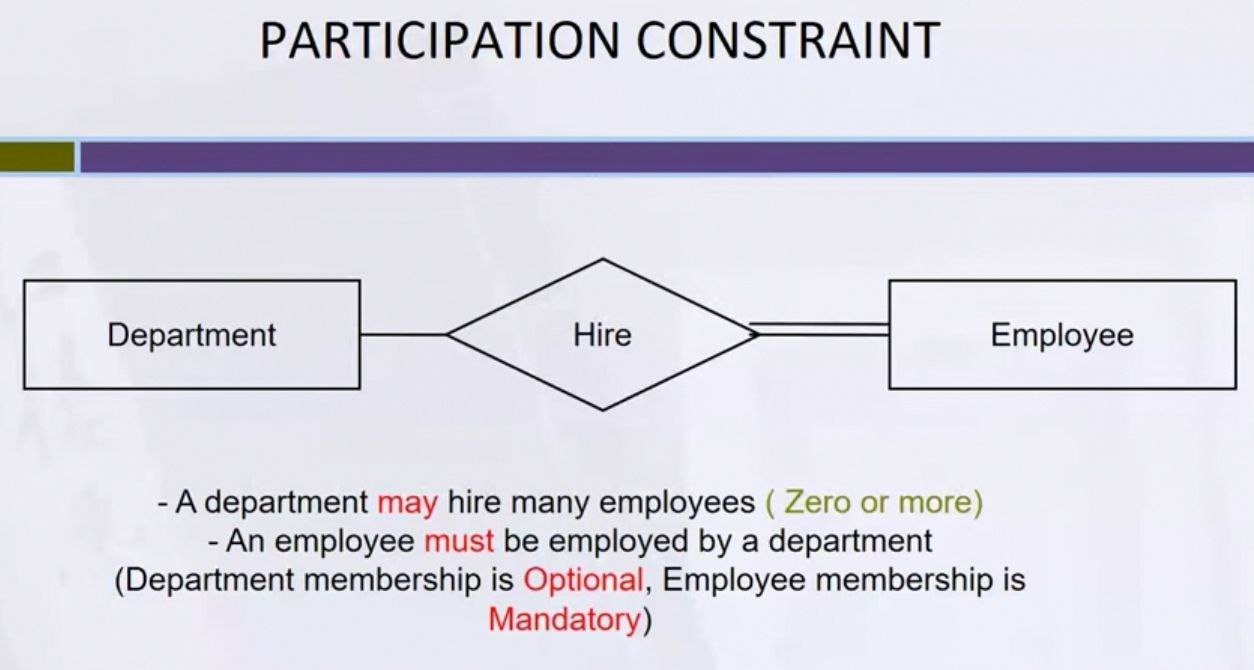 PARTICIPATION CONSTRAINT
Department
Hire
Employee
- A department may hire many employees ( Zero or more)
- An employee must be employed by a department
(Department membership is Optional, Employee membership is
Mandatory)